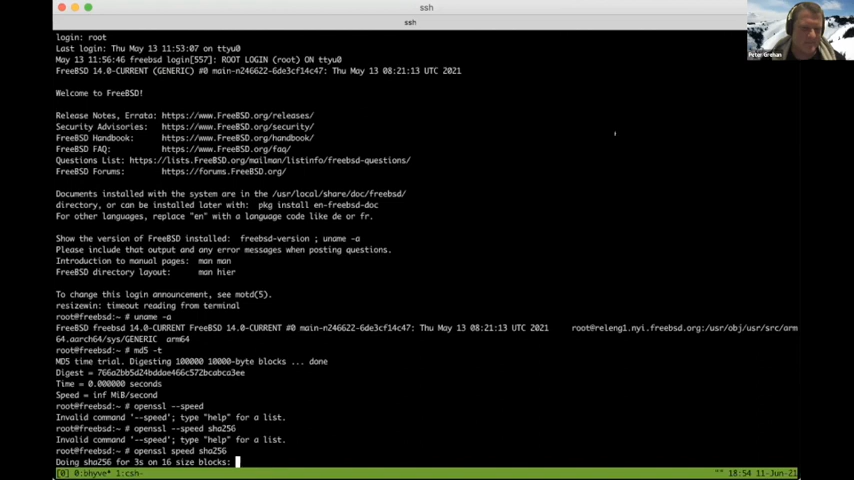 ssh
ssh
login: root
Last login: Thu May 13 11:53:07 on ttyu0
May 13 11:56:46 freebsd login[557]: ROOT LOGIN (root) ON ttyu0
FreeBSD 14.0-CURRENT (GENERIC) #0 main-n246622-6de3cf14c47: Thu May 13 08:21:13 UTC 2021
Welcome to FreeBSD!
Release Notes, Errata: https://www.FreeBSD.org/releases/
Security Advisories: https://www.FreeBSD.org/security/
FreeBSD Handbook: https://www.FreeBSD.org/handbook/
FreeBSD FAQ: https://www.FreeBSD.org/faq/
Questions List: https://lists.FreeBSD.org/mailman/listinfo/freebsd-questions/
FreeBSD Forums: https://forums.FreeBSD.org/
Documents installed with the system are in the /usr/local/share/doc/freebsd/
directory, or can be installed later with: pkg install en-freebsd-doc
For other languages, replace "en" with a language code like de or fr.
Show the version of FreeBSD installed: freebsd-version ; uname -a
Please include that output and any error messages when posting questions.
Introduction to manual pages: man man
FreeBSD directory layout: man hier
To change this login announcement, see motd(5).
resizewin: timeout reading from terminal
root@freebsd:~ # uname -a
FreeBSD freebsd 14.0-CURRENT FreeBSD 14.0-CURRENT #0 main-n246622-6de3cf14c47: Thu May 13 08:21:13 UTC 2021 root@releng1.nyi.freebsd.org:/usr/obj/usr/src/arm
64.aarch64/sys/GENERIC arm64
root@freebsd:~ # md5 -t
MD5 time trial. Digesting 100000 10000-byte blocks ... done
Digest = 766a2bb5d24bddae466c572bcabca3ee
Time = 0.000000 seconds
Speed = inf MiB/second
root@freebsd:~ # openssl --speed
Invalid command '--speed'; type "help" for a list.
root@freebsd:~ # openssl --speed sha256
Invalid command '--speed'; type "help" for a list.
root@freebsd:~ # openssl speed sha256
Doing sha256 for 3s on 16 size blocks:
[0] 0:bhyve* 1:csh- "" 18:54 11-Jun-21
Peter Grehan